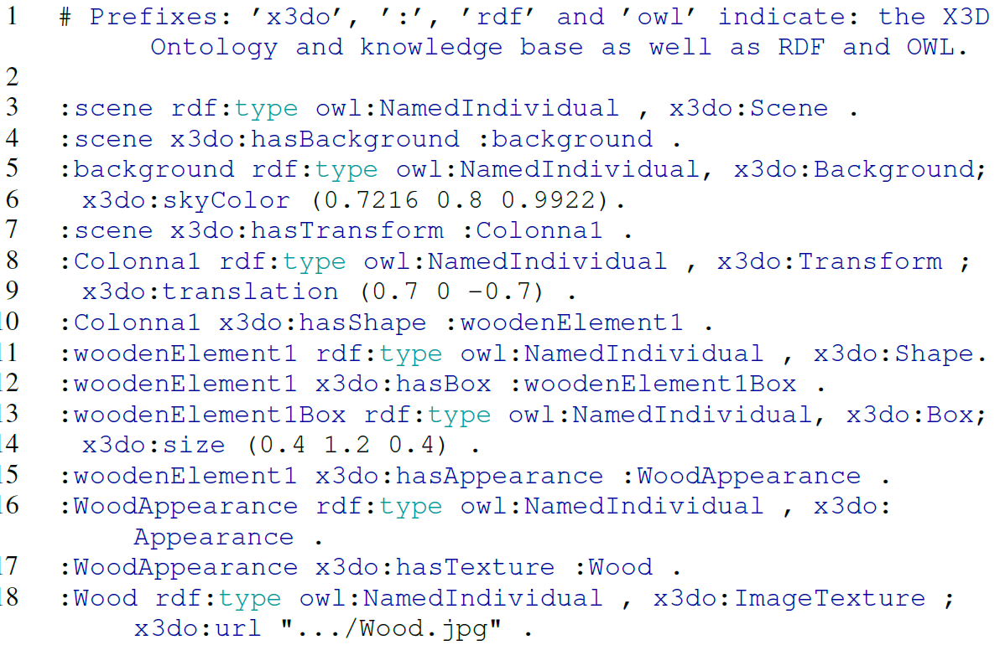 1 # Prefixes: ’x3do’, ’:’, ’rdf’ and ’owl’ indicate: the X3D
Ontology and knowledge base as well as RDF and OWL.
2
3 :scene rdf:type owl:NamedIndividual , x3do:Scene .
4 :scene x3do:hasBackground :background .
5 :background rdf:type owl:NamedIndividual, x3do:Background;
6 x3do:skyColor (0.7216 0.8 0.9922).
7 :scene x3do:hasTransform :Colonna1 .
8 :Colonna1 rdf:type owl:NamedIndividual , x3do:Transform ;
9 x3do:translation (0.7 0 -0.7) .
10 :Colonna1 x3do:hasShape :woodenElement1 .
11 :woodenElement1 rdf:type owl:NamedIndividual , x3do:Shape.
12 :woodenElement1 x3do:hasBox :woodenElement1Box .
13 :woodenElement1Box rdf:type owl:NamedIndividual, x3do:Box;
14 x3do:size (0.4 1.2 0.4) .
15 :woodenElement1 x3do:hasAppearance :WoodAppearance .
16 :WoodAppearance rdf:type owl:NamedIndividual , x3do:
Appearance .
17 :WoodAppearance x3do:hasTexture :Wood .
18 :Wood rdf:type owl:NamedIndividual , x3do:ImageTexture ;
x3do:url ".../Wood.jpg" .